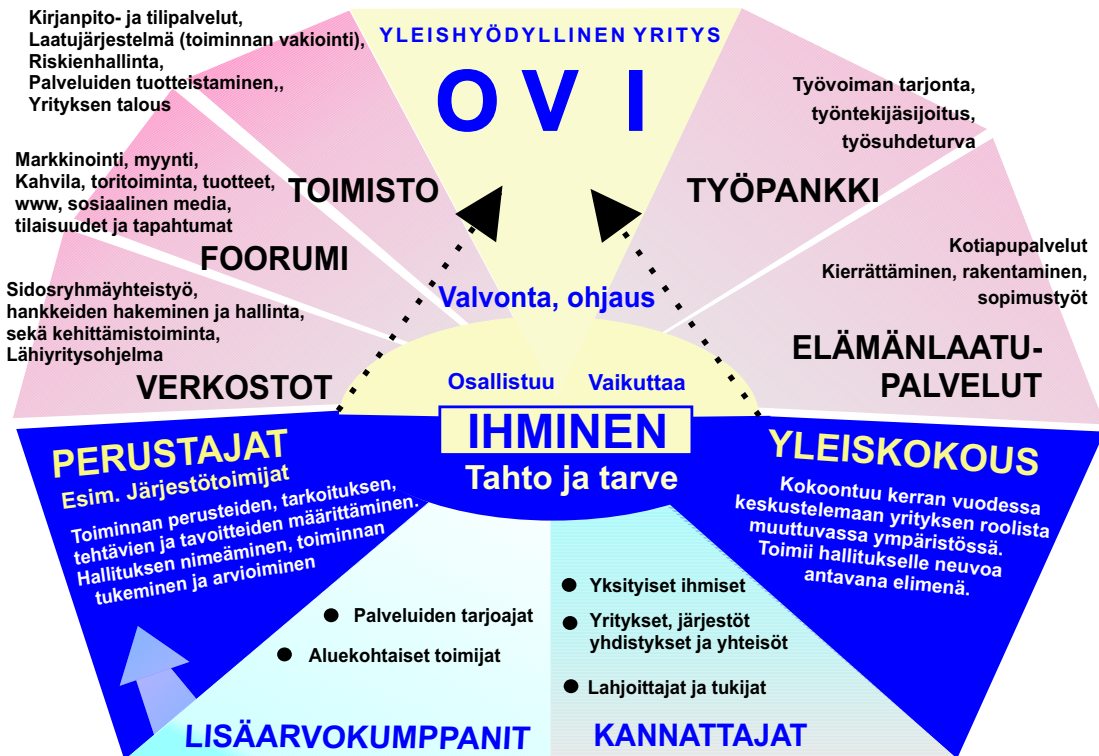 Kirjanpito- ja tilipalvelut,
Laatujärjestelmä (toiminnan vakiointi),
Riskienhallinta,
Palveluiden tuotteistaminen,,
Yrityksen talous
TOIMISTO
Markkinointi, myynti,
Kahvila, toritoiminta, tuotteet,
www, sosiaalinen media,
tilaisuudet ja tapahtumat
FOORUMI
Sidosryhmäyhteistyö,
hankkeiden hakeminen ja hallinta,
sekä kehittämistoiminta,
Lähiyritysohjelma
VERKOSTOT
YLEISHYÖDYLLINEN YRITYS
OVI
Valvonta, ohjaus
Työvoiman tarjonta,
työntekijäsijoitus,
työsuhdeturva
TYÖPANKKI
Kotiapupalvelut
Kierrättäminen, rakentaminen,
sopimustyöt
ELÄMÄNLAATU-
PALVELUT
Osallistuu Vaikuttaa
IHMINEN
Tahto ja tarve
PERUSTAJAT
Esim. Järjestötoimijat
Toiminnan perusteiden, tarkoituksen,
tehtävien ja tavoitteiden määrittäminen.
Hallituksen nimeäminen, toiminnan
tukeminen ja arvioiminen
YLEISKOKOUS
Kokoontuu kerran vuodessa
keskustelemaan yrityksen roolista
muuttuvassa ympäristössä.
Toimii hallitukselle neuvoa
antavana elimenä.
● Palveluiden tarjoajat
● Aluekohtaiset toimijat
LISÄARVOKUMPPANIT
● Yksityiset ihmiset
● Yritykset, järjestöt
yhdistykset ja yhteisöt
● Lahjoittajat ja tukijat
KANNATTAJAT